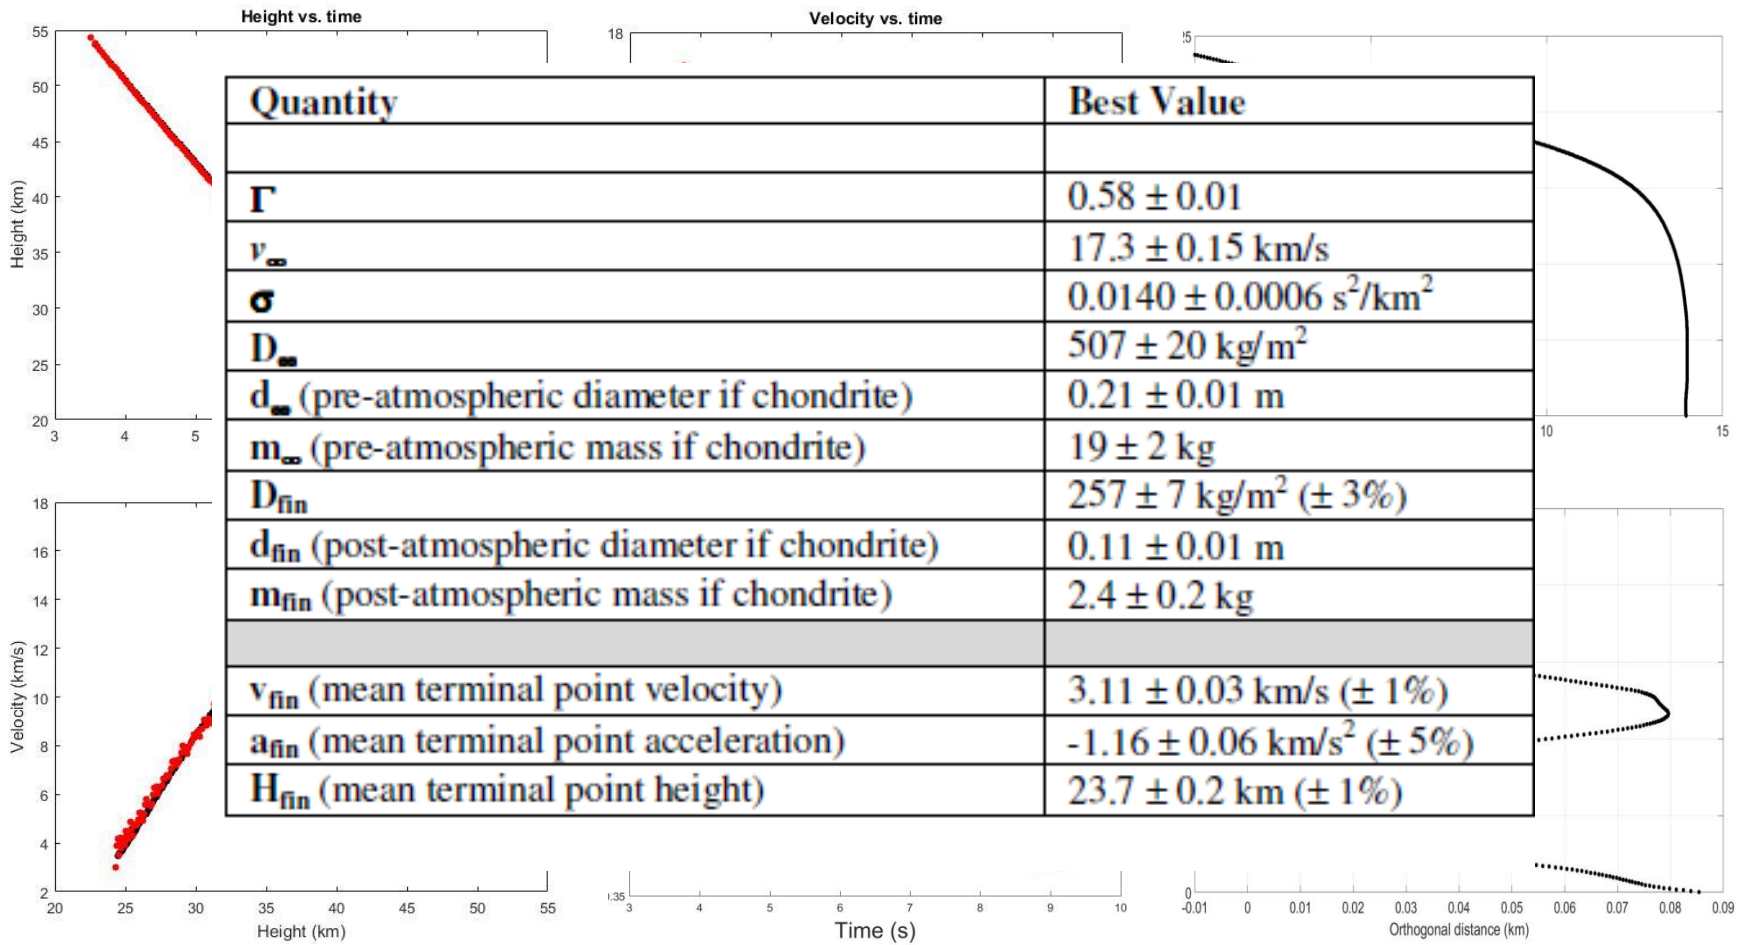 Height vs. time
Velocity vs. time
55
50
45
40
35
30
25
20
Height (km)
3 4 5
18
25
10 15
Quantity Best Value
Γ 0.58 ± 0.01
v∞ 17.3 ± 0.15 km/s
σ 0.0140 ± 0.0006 s²/km²
D∞ 507 ± 20 kg/m²
d∞ (pre-atmospheric diameter if chondrite) 0.21 ± 0.01 m
m∞ (pre-atmospheric mass if chondrite) 19 ± 2 kg
Dfin 257 ± 7 kg/m² (± 3%)
dfin (post-atmospheric diameter if chondrite) 0.11 ± 0.01 m
mfin (post-atmospheric mass if chondrite) 2.4 ± 0.2 kg
vfin (mean terminal point velocity) 3.11 ± 0.03 km/s (± 1%)
afin (mean terminal point acceleration) -1.16 ± 0.06 km/s² (± 5%)
Hfin (mean terminal point height) 23.7 ± 0.2 km (± 1%)
18
16
14
12
10
8
6
4
2
Velocity (km/s)
20 25 30 35 40 45 50 55
Height (km)
.35
3 4 5 6 7 8 9 10
Time (s)
0
-0.01 0 0.01 0.02 0.03 0.04 0.05 0.06 0.07 0.08 0.09
Orthogonal distance (km)